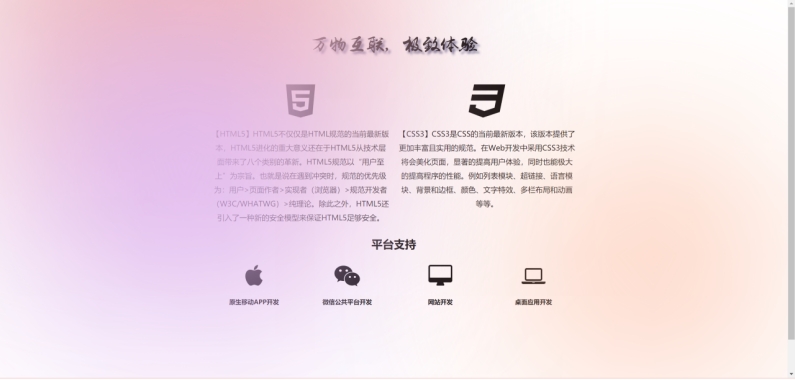 万物互联，极致体验
5
【HTML5】HTML5不仅仅是HTML规范的当前最新版
本，HTML5进化的重大意义还在于HTML5从技术层
面带来了八个类别的革新。HTML5规范以“用户至
上”为宗旨。也就是说在遇到冲突时，规范的优先级
为：用户>页面作者>实现者（浏览器）>规范开发者
（W3C/WHATWG）>纯理论。除此之外，HTML5还
引入了一种新的安全模型来保证HTML5足够安全。
【CSS3】CSS3是CSS的当前最新版本，该版本提供了
更加丰富且实用的规范。在Web开发中采用CSS3技术
将会美化页面，显著的提高用户体验，同时也能极大
的提高程序的性能。例如列表模块、超链接、语言模
块、背景和边框、颜色、文字特效、多栏布局和动画
等等。
平台支持
原生移动APP开发
微信公共平台开发
网站开发
桌面应用开发